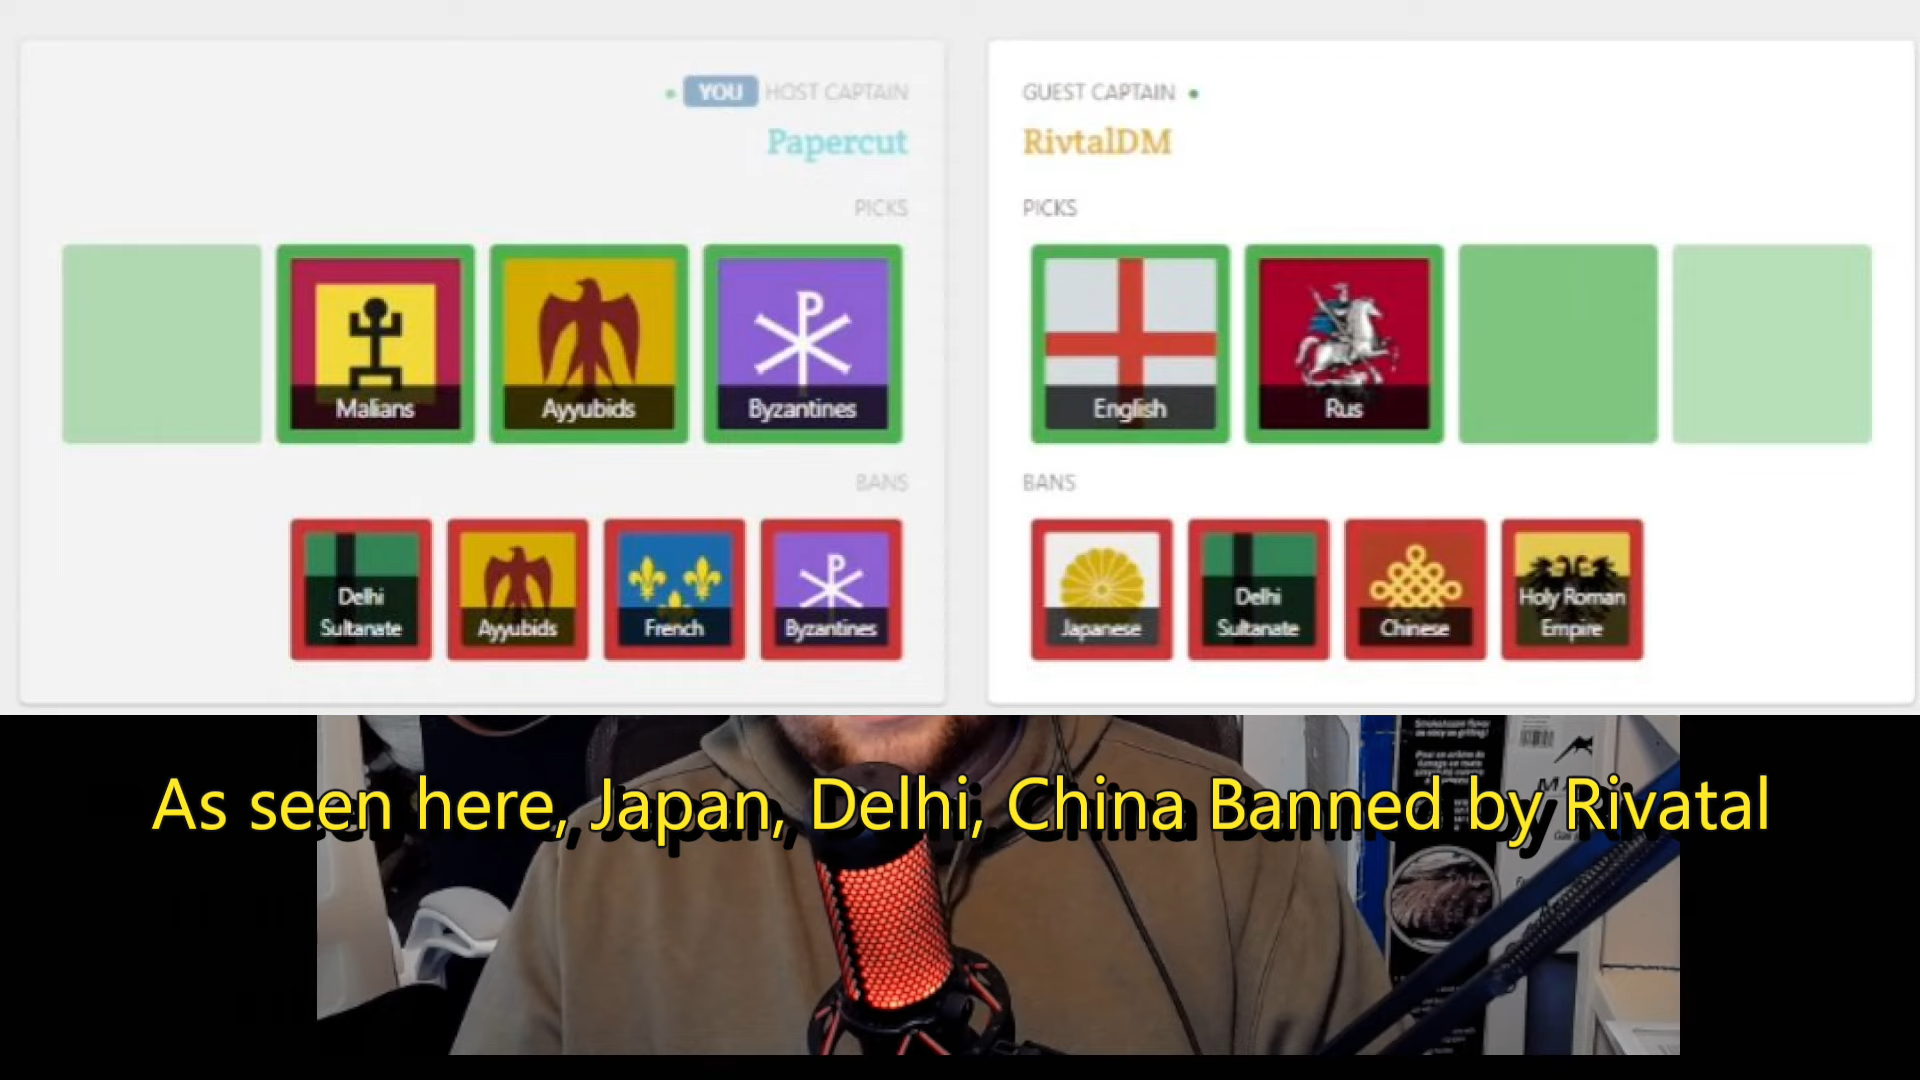 YOU HOST CAPTAIN
Papercut
PICKS
Malians
Ayyubids
Byzantines
BANS
Delhi
Sultanate
Ayyubids
French
Byzantines
GUEST CAPTAIN
RivtalDM
PICKS
English
Rus
BANS
Japanese
Delhi
Sultanate
Chinese
Holy Roman
Empire
As seen here, Japan, Delhi, China Banned by Rivatal